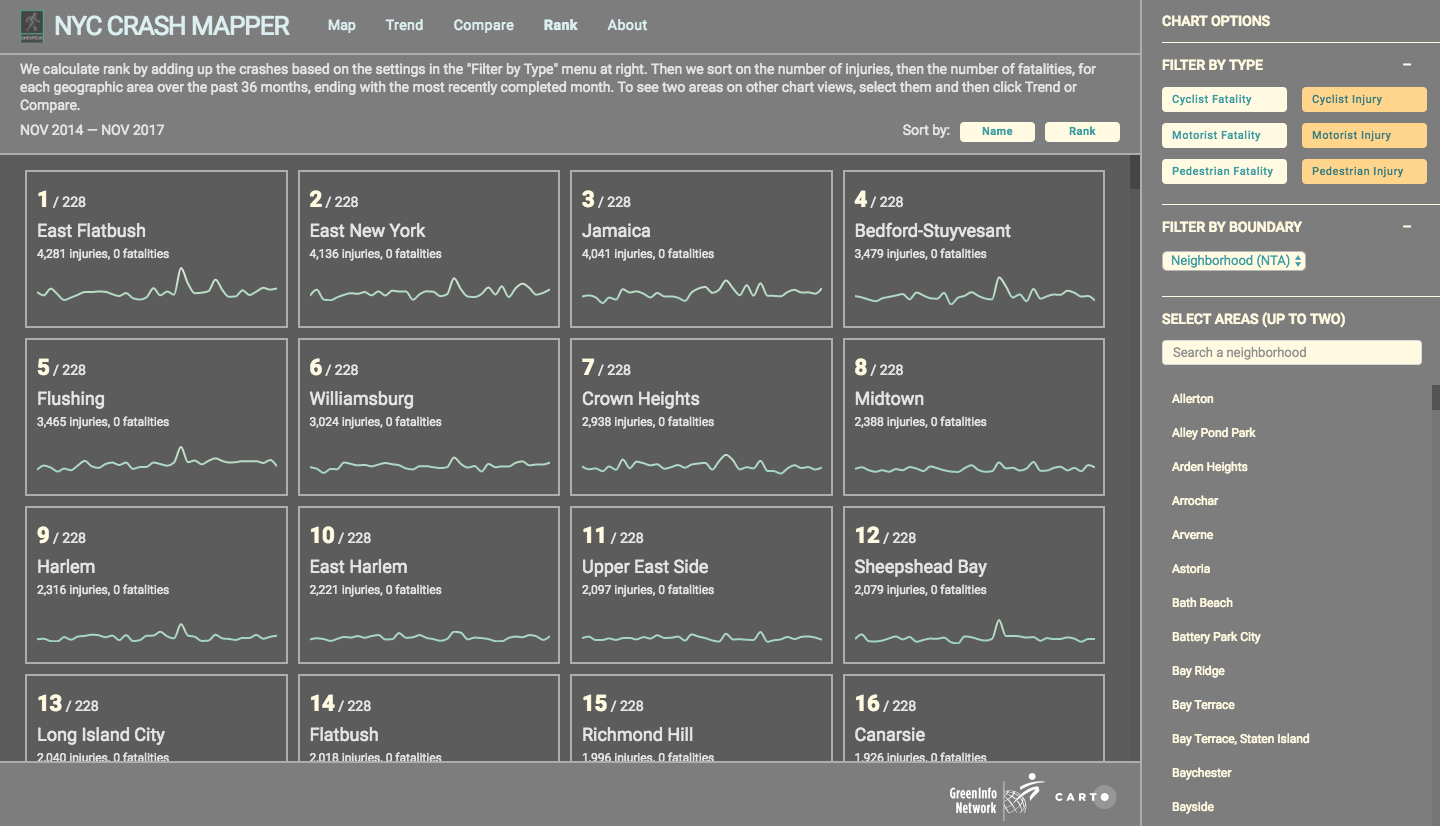 NYC CRASH MAPPER
Map
Trend
Compare
Rank
About
We calculate rank by adding up the crashes based on the settings in the "Filter by Type" menu at right. Then we sort on the number of injuries, then the number of fatalities, for
each geographic area over the past 36 months, ending with the most recently completed month. To see two areas on other chart views, select them and then click Trend or
Compare.
NOV 2014 — NOV 2017
Sort by:
Name
Rank
1 / 228
East Flatbush
4,281 injuries, 0 fatalities
2 / 228
East New York
4,136 injuries, 0 fatalities
3 / 228
Jamaica
4,041 injuries, 0 fatalities
4 / 228
Bedford-Stuyvesant
3,479 injuries, 0 fatalities
5 / 228
Flushing
3,465 injuries, 0 fatalities
6 / 228
Williamsburg
3,024 injuries, 0 fatalities
7 / 228
Crown Heights
2,938 injuries, 0 fatalities
8 / 228
Midtown
2,388 injuries, 0 fatalities
9 / 228
Harlem
2,316 injuries, 0 fatalities
10 / 228
East Harlem
2,221 injuries, 0 fatalities
11 / 228
Upper East Side
2,097 injuries, 0 fatalities
12 / 228
Sheepshead Bay
2,079 injuries, 0 fatalities
13 / 228
Long Island City
2,040 injuries, 0 fatalities
14 / 228
Flatbush
2,018 injuries, 0 fatalities
15 / 228
Richmond Hill
1,996 injuries, 0 fatalities
16 / 228
Canarsie
1,926 injuries, 0 fatalities
GreenInfo
Network
CARTO
CHART OPTIONS
FILTER BY TYPE
–
Cyclist Fatality
Cyclist Injury
Motorist Fatality
Motorist Injury
Pedestrian Fatality
Pedestrian Injury
FILTER BY BOUNDARY
–
Neighborhood (NTA)
SELECT AREAS (UP TO TWO)
Search a neighborhood
Allerton
Alley Pond Park
Arden Heights
Arrochar
Arverne
Astoria
Bath Beach
Battery Park City
Bay Ridge
Bay Terrace
Bay Terrace, Staten Island
Baychester
Bayside